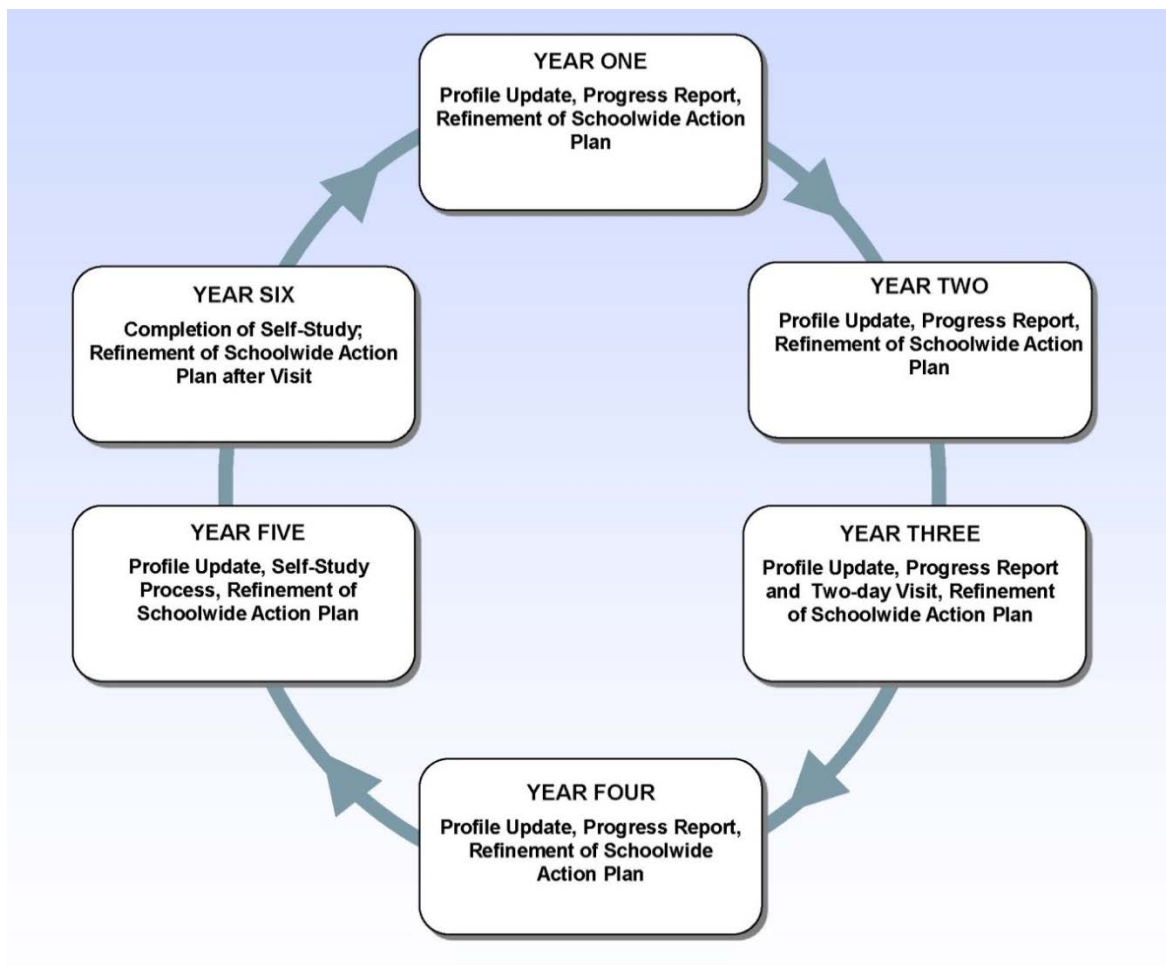 YEAR ONE
Profile Update, Progress Report,
Refinement of Schoolwide Action
Plan
YEAR TWO
Profile Update, Progress Report,
Refinement of Schoolwide Action
Plan
YEAR THREE
Profile Update, Progress Report
and Two-day Visit, Refinement
of Schoolwide Action Plan
YEAR FOUR
Profile Update, Progress Report,
Refinement of Schoolwide
Action Plan
YEAR FIVE
Profile Update, Self-Study
Process, Refinement of
Schoolwide Action Plan
YEAR SIX
Completion of Self-Study;
Refinement of Schoolwide Action
Plan after Visit